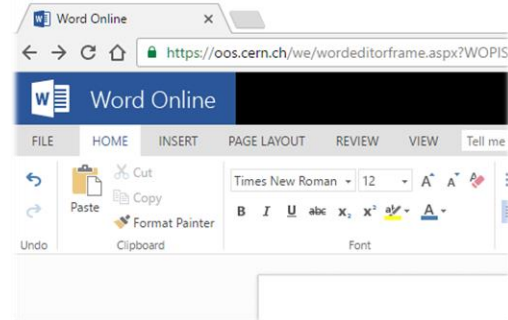 Word Online
https://oos.cern.ch/we/wordeditorframe.aspx?WOPIS
Word Online
FILE HOME INSERT PAGE LAYOUT REVIEW VIEW Tell me
Cut
Copy
Format Painter
Paste
Times New Roman 12 A A
B I U abc x₂ x² ab A
Undo Clipboard Font